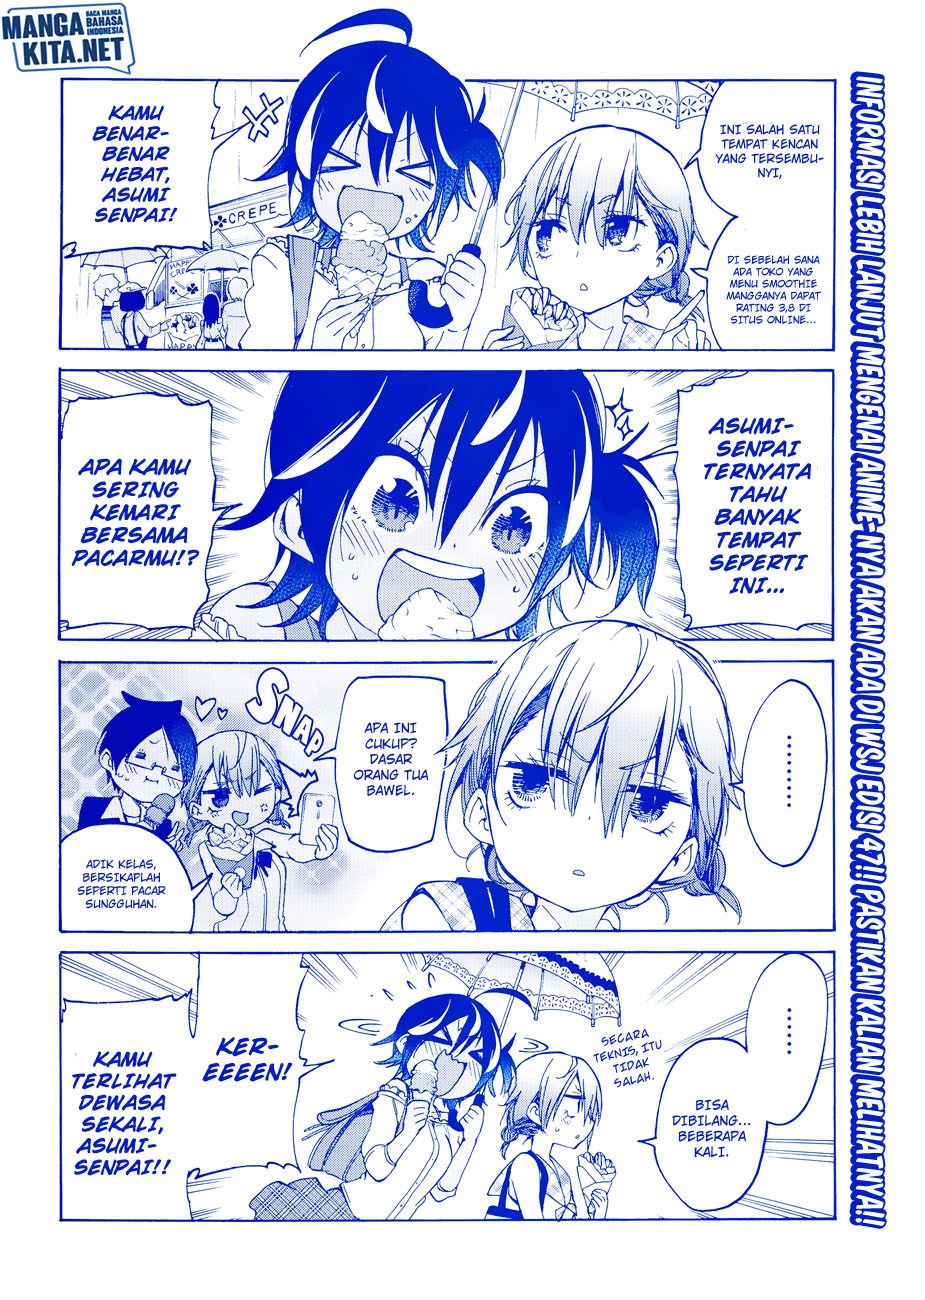 MANGA
BACA MANGA
BAHASA
INDONESIA
KITA.NET
INI SALAH SATU
TEMPAT KENCAN
YANG TERSEMBU-
NYI,
DI SEBELAH SANA
ADA TOKO YANG
MENU SMOOTHIE
MANGGANYA DAPAT
RATING 3,8 DI
SITUS ONLINE...
CREPE
HAPPY
CRE
HAPPY
KAMU
BENAR-
BENAR
HEBAT,
ASUMI
SENPAI!
ASUMI-
SENPAI
TERNYATA
TAHU
BANYAK
TEMPAT
SEPERTI
INI...
APA KAMU
SERING
KEMARI
BERSAMA
PACARMU!?
.........
APA INI
CUKUP?
DASAR
ORANG TUA
BAWEL.
SNAP
ADIK KELAS,
BERSIKAPLAH
SEPERTI PACAR
SUNGGUHAN.
......
BISA
DIBILANG...
BEBERAPA
KALI.
SECARA
TEKNIS, ITU
TIDAK
SALAH.
KER-
EEEEN!
KAMU
TERLIHAT
DEWASA
SEKALI,
ASUMI-
SENPAI!!
INFORMASI LEBIH LANJUT MENGENAI ANIME-NYA AKAN ADA DI WSJ EDISI 47!! PASTIKAN KALIAN MELIHATNYA!!